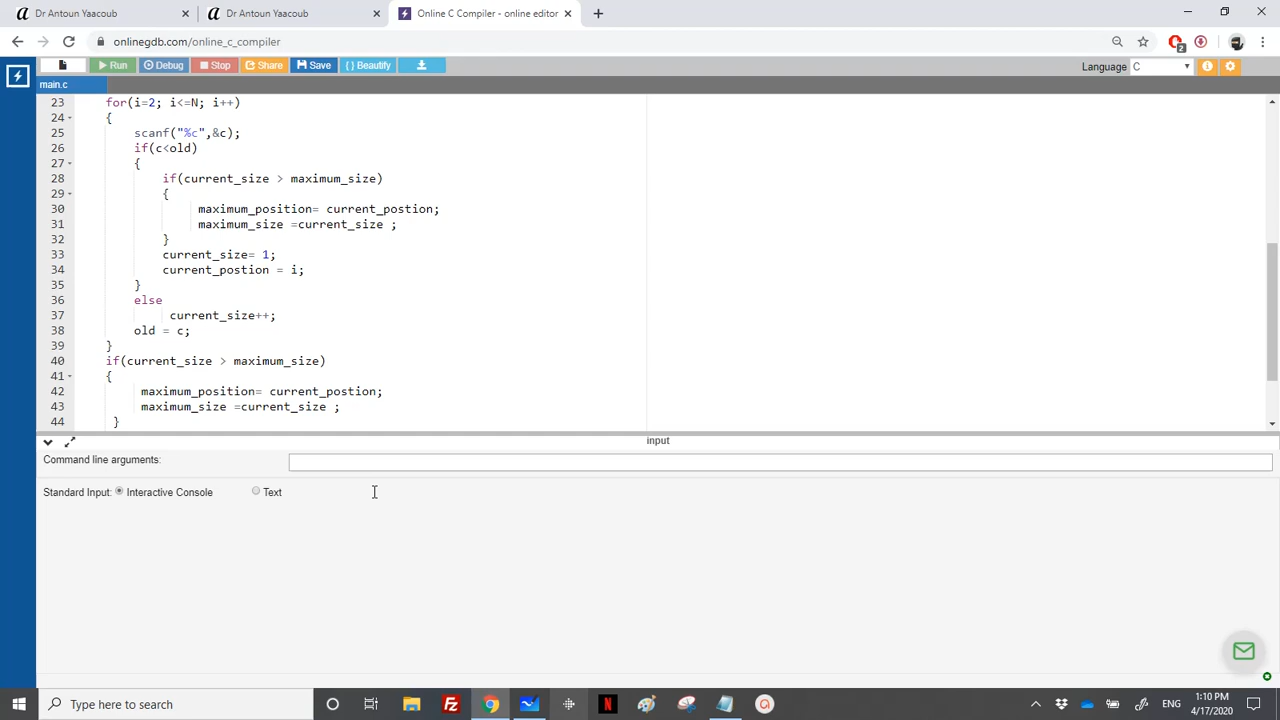 Dr Antoun Yaacoub
Dr Antoun Yaacoub
Online C Compiler - online editor
onlinegdb.com/online_c_compiler
2
Run
Debug
Stop
Share
Save
{ } Beautify
Language
C
main.c
23 for(i=2; i<=N; i++)
24 {
25 scanf("%c",&c);
26 if(c<old)
27 {
28 if(current_size > maximum_size)
29 {
30 maximum_position= current_postion;
31 maximum_size =current_size ;
32 }
33 current_size= 1;
34 current_postion = i;
35 }
36 else
37 current_size++;
38 old = c;
39 }
40 if(current_size > maximum_size)
41 {
42 maximum_position= current_postion;
43 maximum_size =current_size ;
44 }
input
Command line arguments:
Standard Input: Interactive Console Text
Type here to search
ENG
1:10 PM
4/17/2020